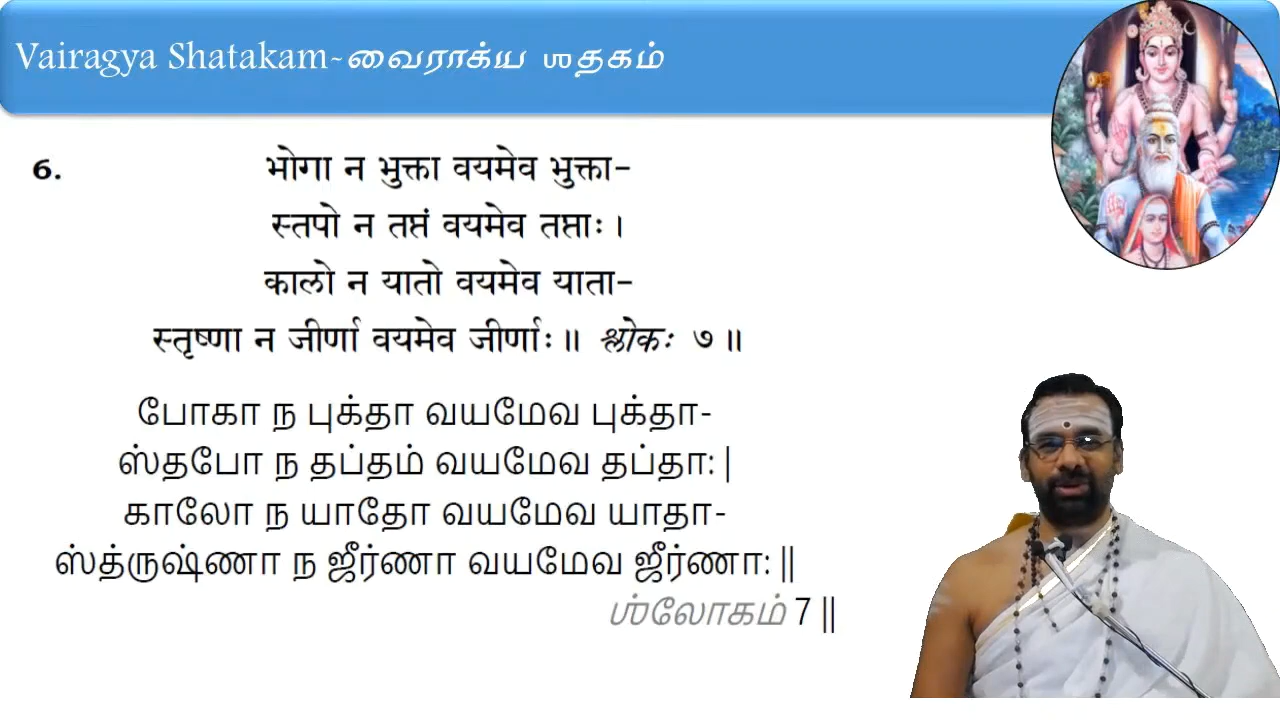 Vairagya Shatakam-வைராக்ய ஶதகம்
6. भोगा न भुक्ता वयमेव भुक्ता-
स्तपो न तप्तं वयमेव तप्ताः ।
कालो न यातो वयमेव याता-
स्तृष्णा न जीर्णा वयमेव जीर्णाः ॥ श्लोकः ७ ॥
போகா ந புக்தா வயமேவ புக்தா-
ஸ்தபோ ந தப்தம் வயமேவ தப்தா: |
காலோ ந யாதோ வயமேவ யாதா-
ஸ்த்ருஷ்ணா ந ஜீர்ணா வயமேவ ஜீர்ணா: ||
ஶ்லோகம் 7 ||